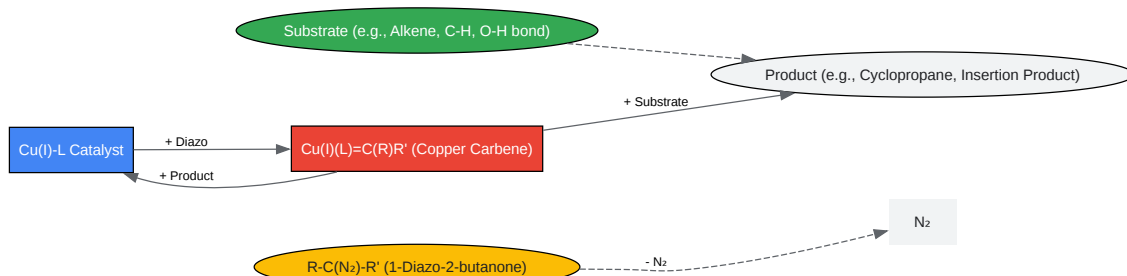 Substrate (e.g., Alkene, C-H, O-H bond)
Product (e.g., Cyclopropane, Insertion Product)
+ Substrate
Cu(I)-L Catalyst
+ Diazo
Cu(I)(L)=C(R)R' (Copper Carbene)
+ Product
N₂
R-C(N₂)-R' (1-Diazo-2-butanone)
- N₂